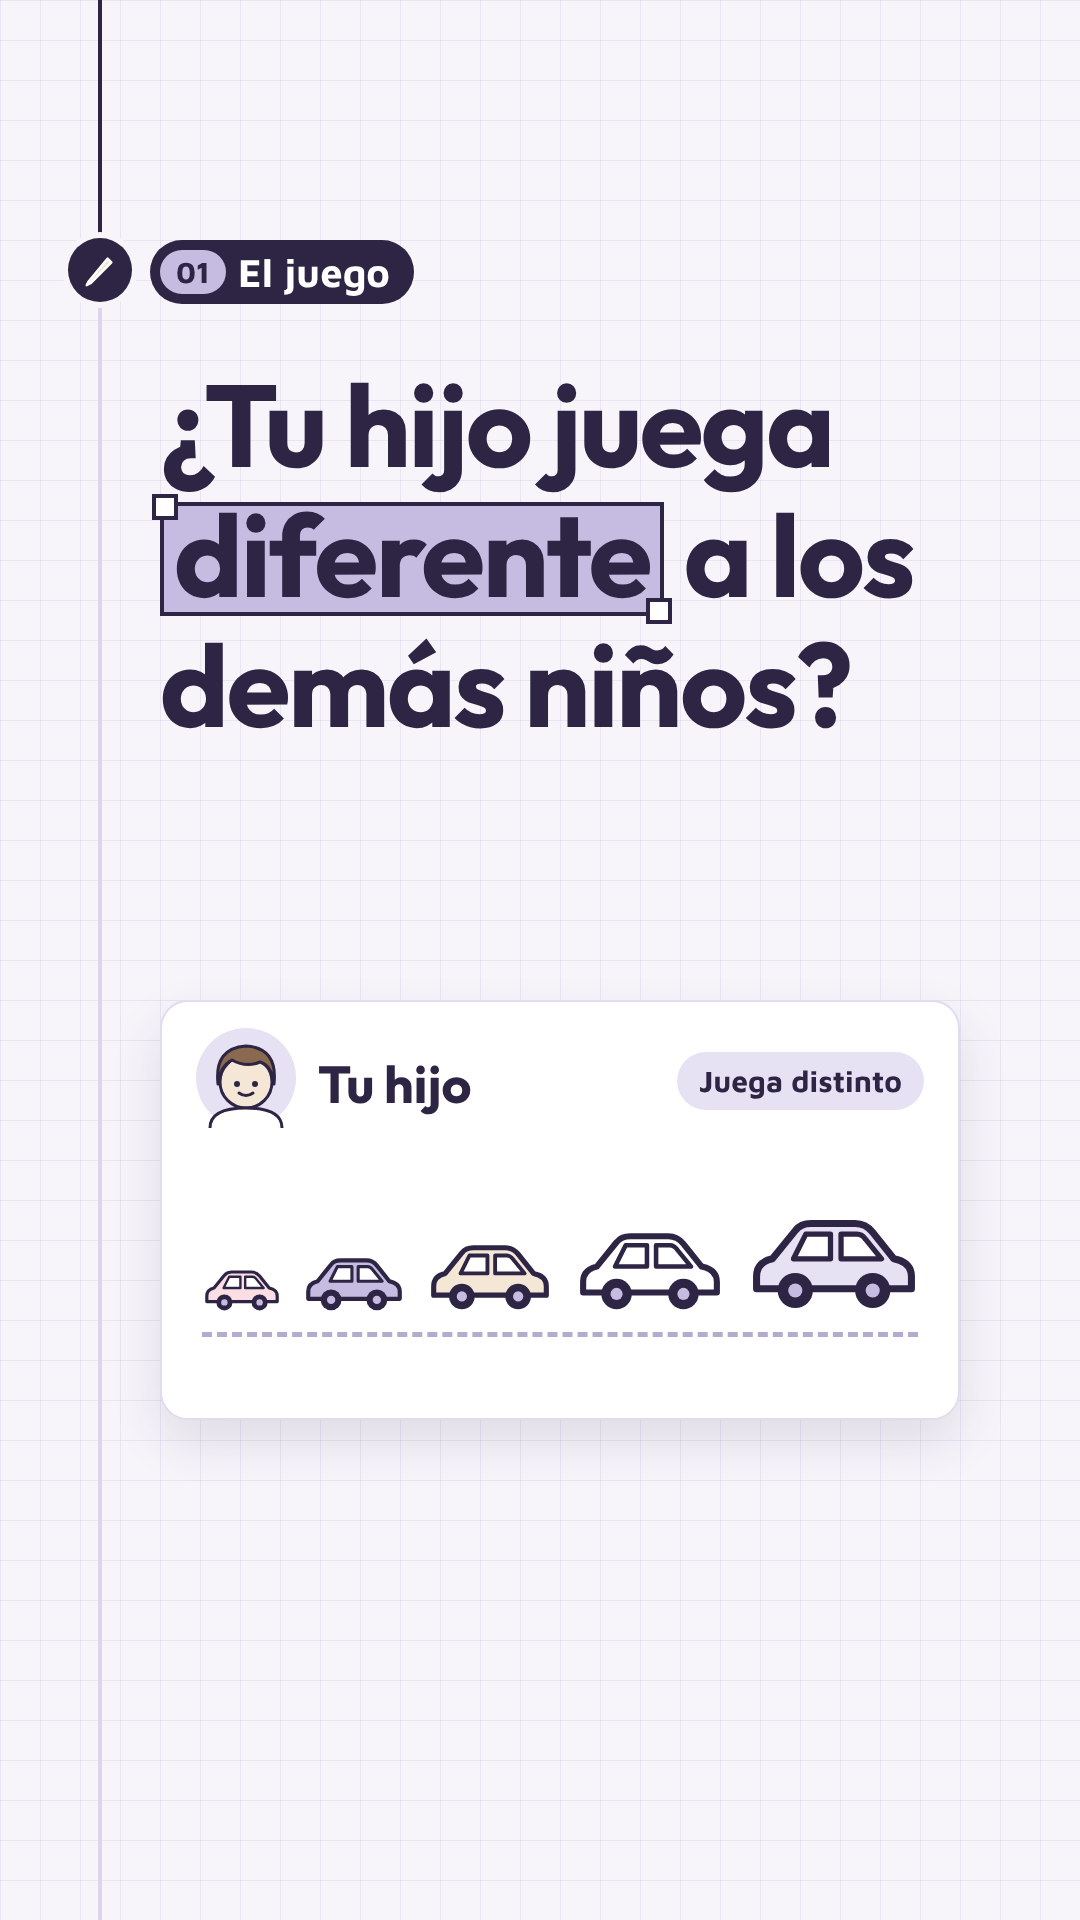 01 El juego
¿Tu hijo juega
diferente a los
demás niños?
Tu hijo
Juega distinto